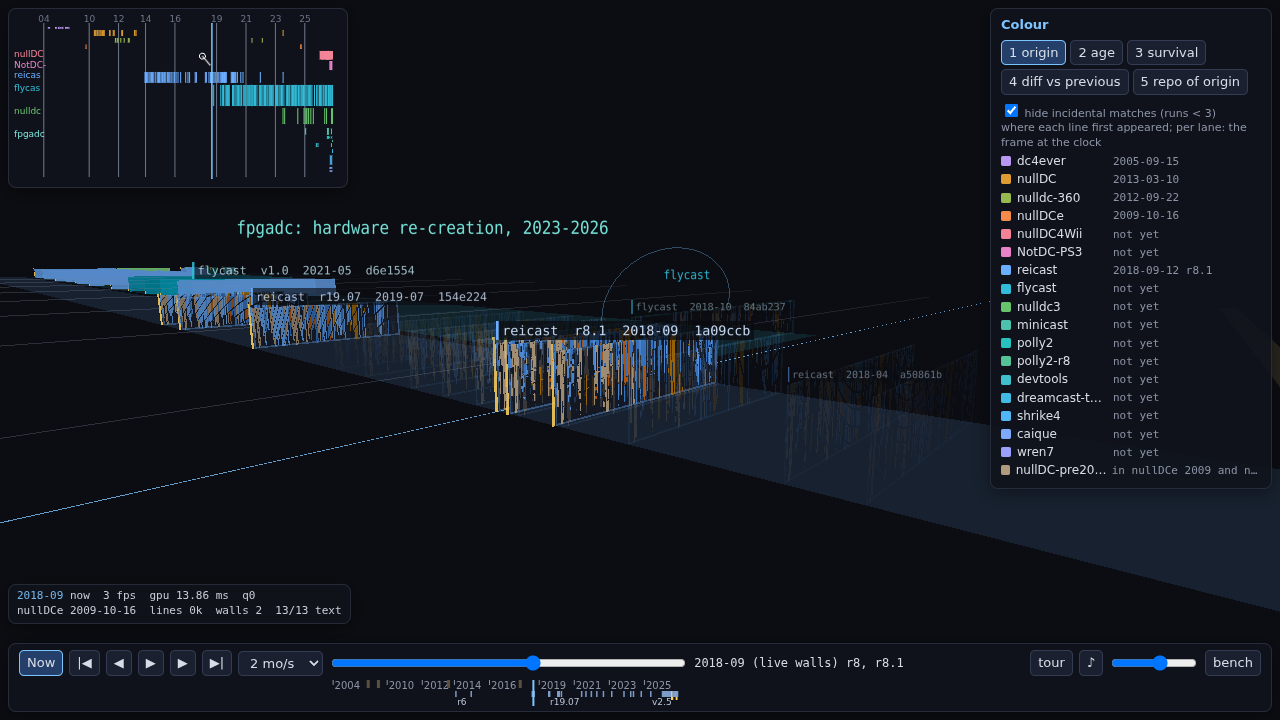 04 10 12 14 16 19 21 23 25
nullDC
NotDC-
reicas
flycas
nulldc
fpgadc
fpgadc: hardware re-creation, 2023-2026
flycast v1.0 2021-05 d6e1554
reicast r19.07 2019-07 154e224
flycast
flycast 2018-10 84ab237
reicast r8.1 2018-09 1a09ccb
reicast 2018-04 a50861b
Colour
1 origin 2 age 3 survival
4 diff vs previous 5 repo of origin
hide incidental matches (runs < 3)
where each line first appeared; per lane: the
frame at the clock
dc4ever 2005-09-15
nullDC 2013-03-10
nulldc-360 2012-09-22
nullDCe 2009-10-16
nullDC4Wii not yet
NotDC-PS3 not yet
reicast 2018-09-12 r8.1
flycast not yet
nulldc3 not yet
minicast not yet
polly2 not yet
polly2-r8 not yet
devtools not yet
dreamcast-t... not yet
shrike4 not yet
caique not yet
wren7 not yet
nullDC-pre20... in nullDCe 2009 and n...
2018-09 now 3 fps gpu 13.86 ms q0
nullDCe 2009-10-16 lines 0k walls 2 13/13 text
Now |◀ ◀ ▶ ▶ ▶| 2 mo/s 2018-09 (live walls) r8, r8.1 tour ♪ bench
2004 2010 2012 2014 2016 2019 2021 2023 2025
r6 r19.07 v2.5